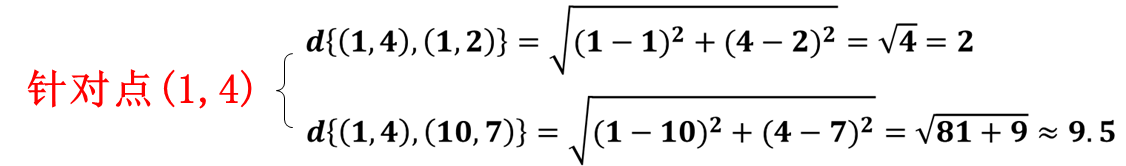 d{(1,4),(1,2)} = √((1 − 1)² + (4 − 2)²) = √4 = 2
针对点(1,4)
d{(1,4),(10,7)} = √((1 − 10)² + (4 − 7)²) = √(81 + 9) ≈ 9.5